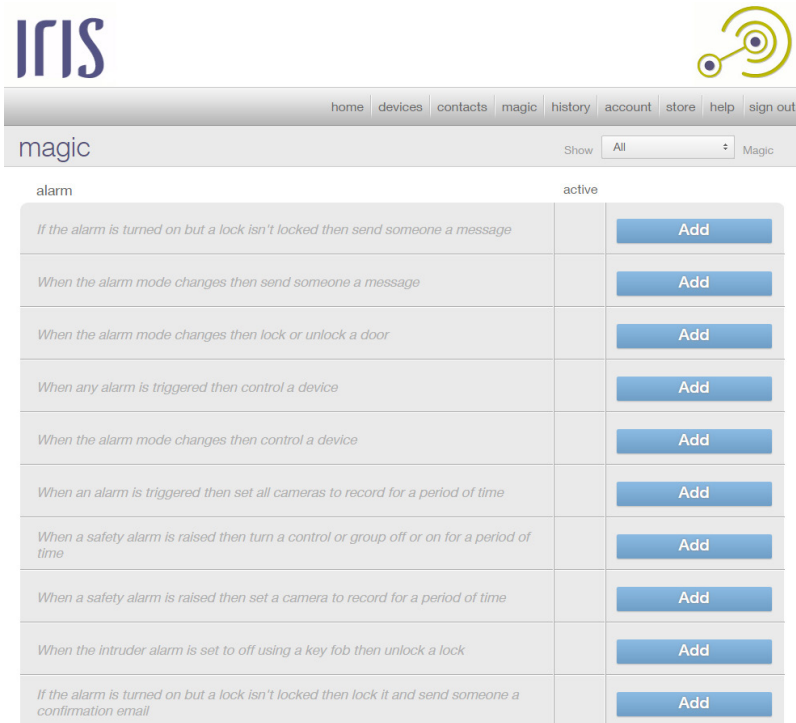 IRIS
home devices contacts magic history account store help sign out
magic
Show All Magic
alarm active
If the alarm is turned on but a lock isn't locked then send someone a message Add
When the alarm mode changes then send someone a message Add
When the alarm mode changes then lock or unlock a door Add
When any alarm is triggered then control a device Add
When the alarm mode changes then control a device Add
When an alarm is triggered then set all cameras to record for a period of time Add
When a safety alarm is raised then turn a control or group off or on for a period of
time
Add
When a safety alarm is raised then set a camera to record for a period of time Add
When the intruder alarm is set to off using a key fob then unlock a lock Add
If the alarm is turned on but a lock isn't locked then lock it and send someone a
confirmation email
Add